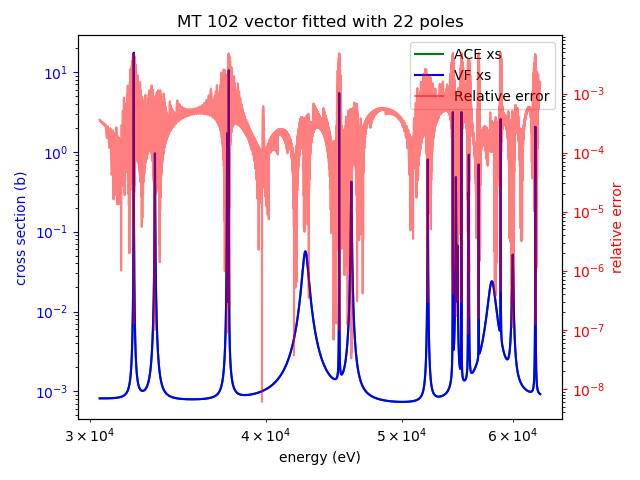 MT 102 vector fitted with 22 poles
ACE xs
VF xs
Relative error
cross section (b)
10¹
10⁰
10⁻¹
10⁻²
10⁻³
relative error
10⁻³
10⁻⁴
10⁻⁵
10⁻⁶
10⁻⁷
10⁻⁸
3 × 10⁴ 4 × 10⁴ 5 × 10⁴ 6 × 10⁴
energy (eV)